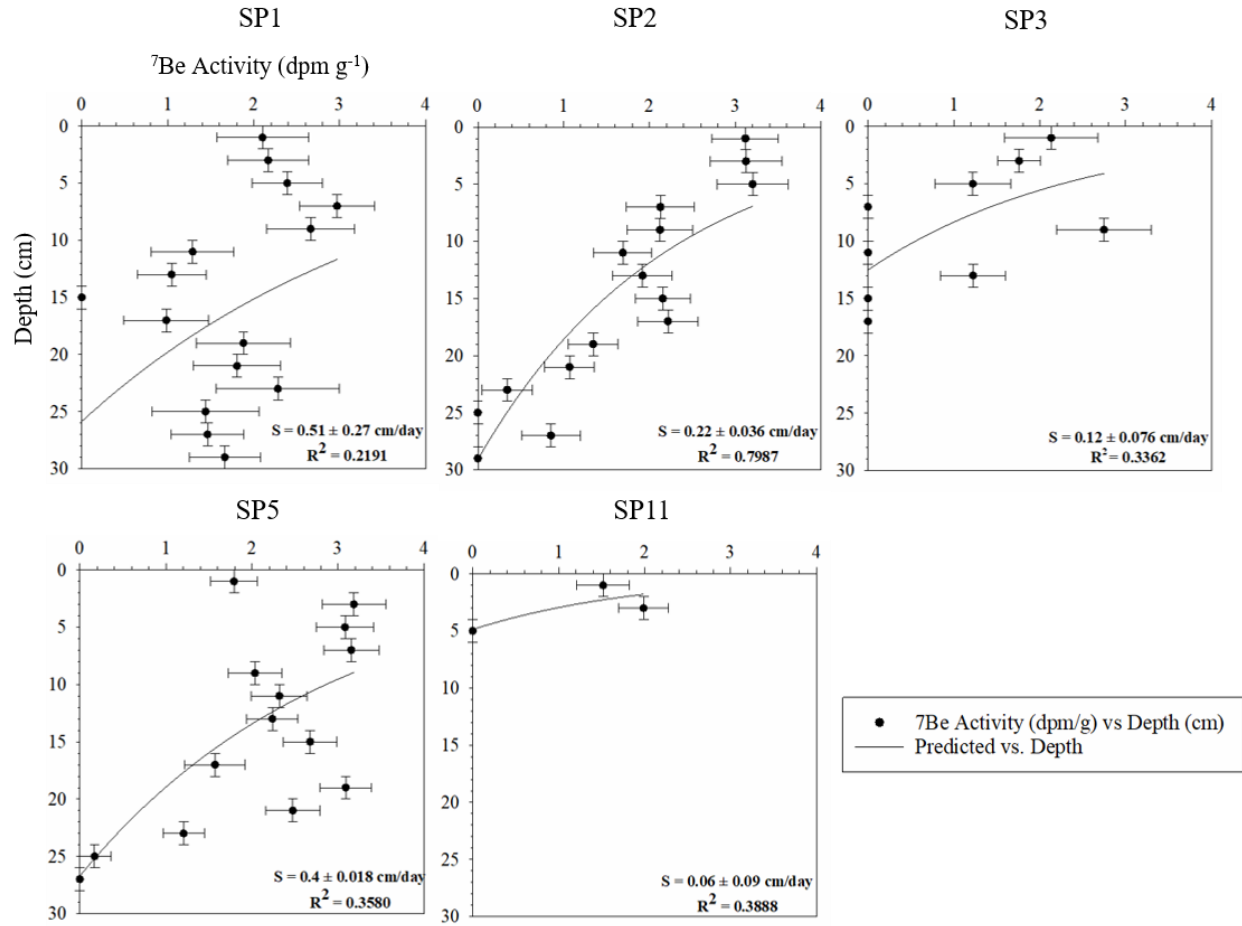 SP1
SP2
SP3
⁷Be Activity (dpm g⁻¹)
0 1 2 3 4
0 1 2 3 4
0 1 2 3 4
Depth (cm)
0
5
10
15
20
25
30
S = 0.51 ± 0.27 cm/day
R² = 0.2191
0
5
10
15
20
25
30
S = 0.22 ± 0.036 cm/day
R² = 0.7987
0
5
10
15
20
25
30
S = 0.12 ± 0.076 cm/day
R² = 0.3362
SP5
SP11
0 1 2 3 4
0 1 2 3 4
0
5
10
15
20
25
30
S = 0.4 ± 0.018 cm/day
R² = 0.3580
0
5
10
15
20
25
30
S = 0.06 ± 0.09 cm/day
R² = 0.3888
7Be Activity (dpm/g) vs Depth (cm)
Predicted vs. Depth